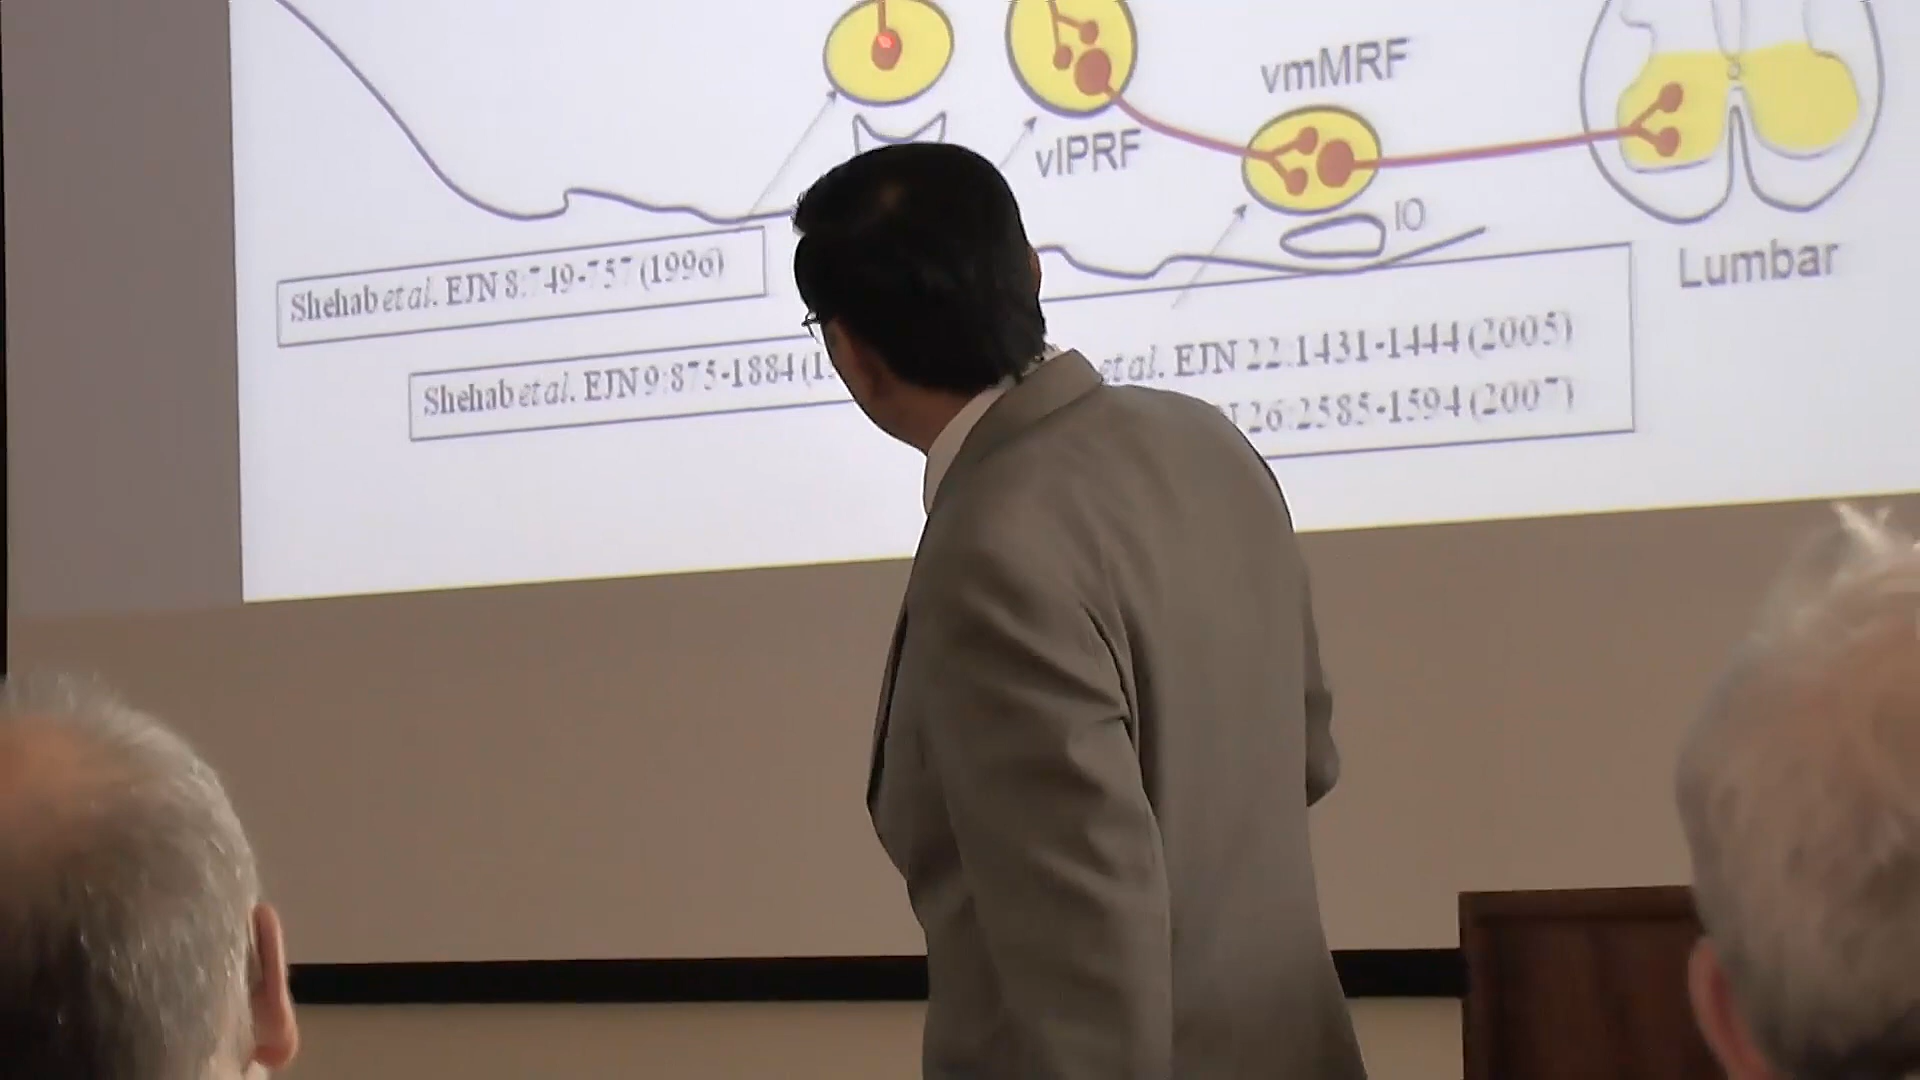 vmMRF
vlPRF
IO
Lumbar
Shehab et al. EJN 8:749-757 (1996)
Shehab et al. EJN 9:875-1884 (1
et al. EJN 22:1431-1444 (2005)
26:2585-1594 (2007)